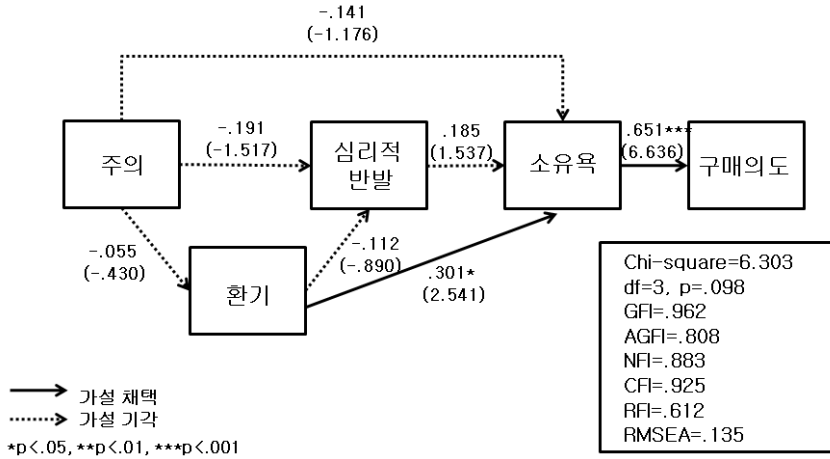 -.141
(-1.176)
주의
-.191
(-1.517)
심리적
반발
.185
(1.537)
소유욕
.651***
(6.636)
구매의도
-.055
(-.430)
환기
-.112
(-.890)
.301*
(2.541)
Chi-square=6.303
df=3, p=.098
GFI=.962
AGFI=.808
NFI=.883
CFI=.925
RFI=.612
RMSEA=.135
가설 채택
가설 기각
*p<.05, **p<.01, ***p<.001